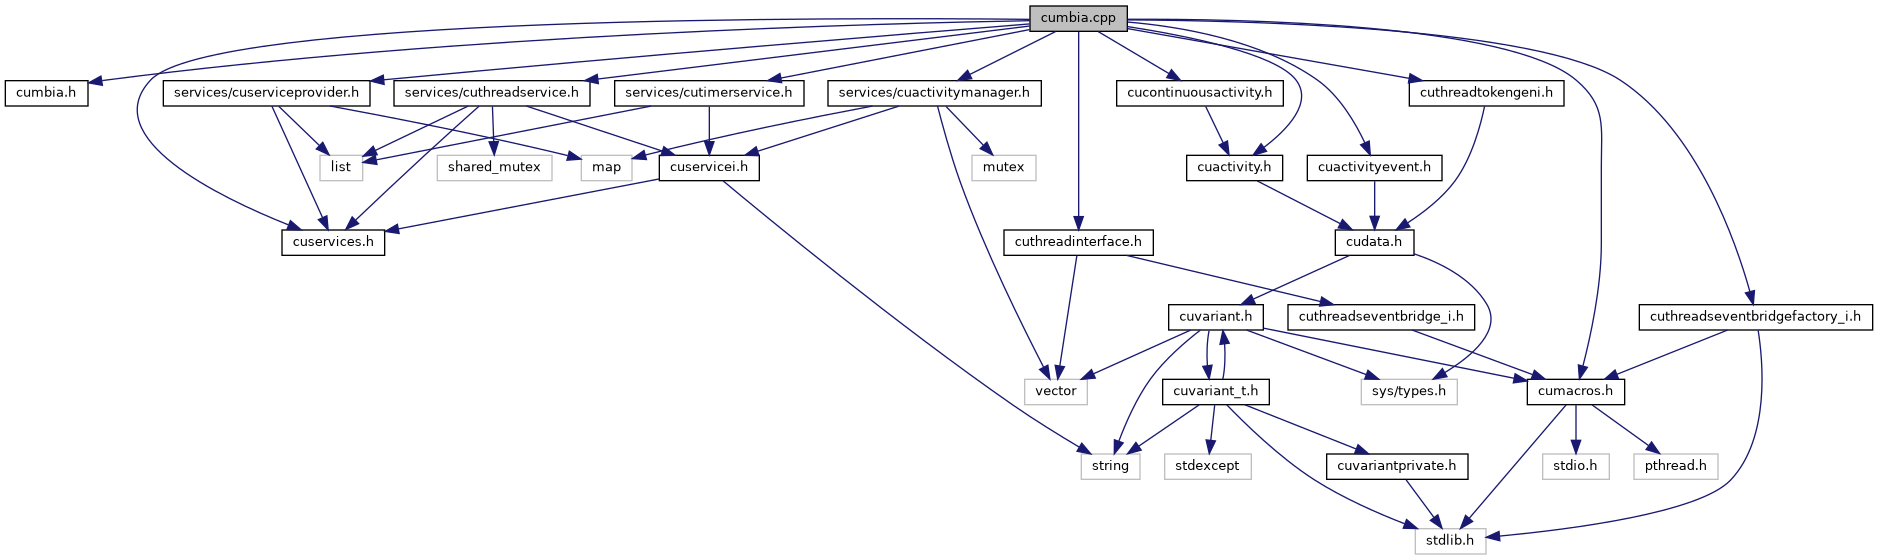 cumbia.cpp
cumbia.h
services/cuserviceprovider.h
services/cuthreadservice.h
services/cutimerservice.h
services/cuactivitymanager.h
cucontinuousactivity.h
cuthreadtokengeni.h
list
shared_mutex
map
cuservicei.h
mutex
cuactivity.h
cuactivityevent.h
cuservices.h
cuthreadinterface.h
cudata.h
cuvariant.h
cuthreadseventbridge_i.h
cuthreadseventbridgefactory_i.h
vector
cuvariant_t.h
sys/types.h
cumacros.h
string
stdexcept
cuvariantprivate.h
stdio.h
pthread.h
stdlib.h